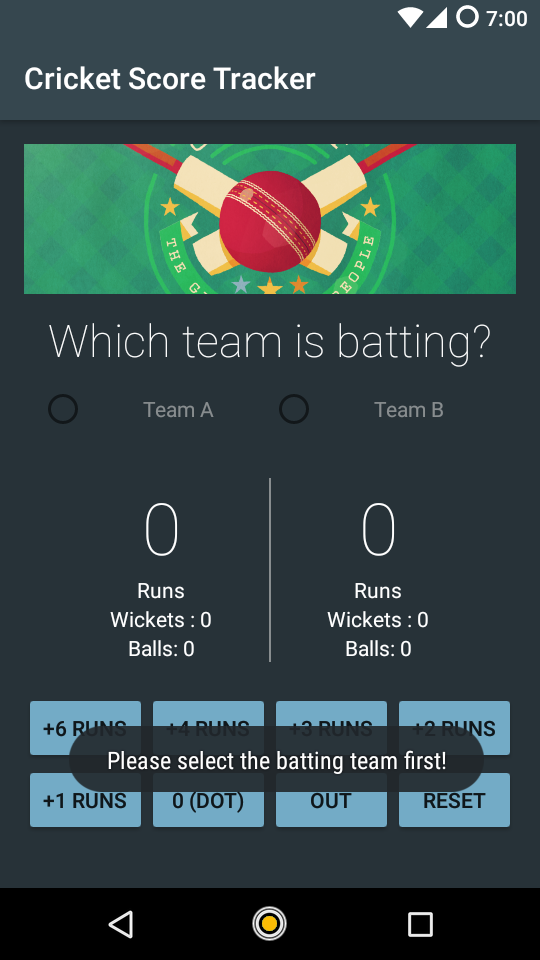 7:00
Cricket Score Tracker
THE G
PEOPLE
Which team is batting?
Team A Team B
0 0
Runs Runs
Wickets : 0 Wickets : 0
Balls: 0 Balls: 0
+6 RUNS +4 RUNS +3 RUNS +2 RUNS
Please select the batting team first!
+1 RUNS 0 (DOT) OUT RESET